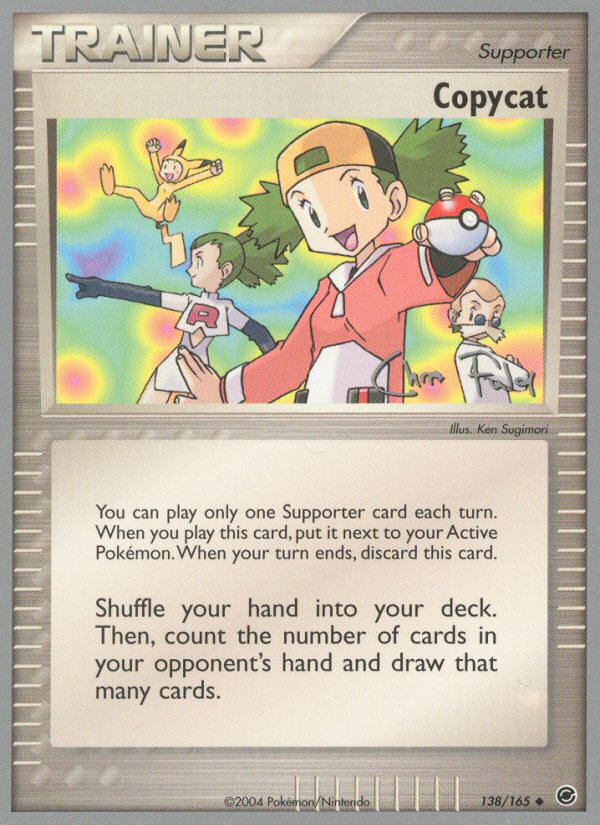 TRAINER
Supporter
Copycat
R
Illus. Ken Sugimori
You can play only one Supporter card each turn.
When you play this card, put it next to your Active
Pokémon. When your turn ends, discard this card.
Shuffle your hand into your deck.
Then, count the number of cards in
your opponent's hand and draw that
many cards.
©2004 Pokémon/Nintendo
138/165